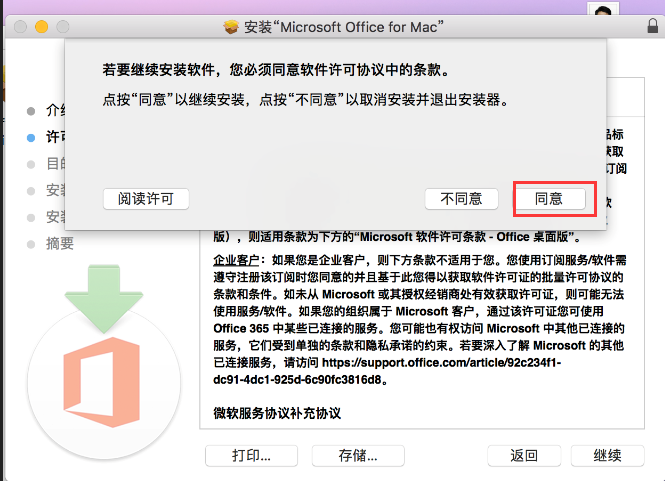 安装“Microsoft Office for Mac”
若要继续安装软件，您必须同意软件许可协议中的条款。
点按“同意”以继续安装，点按“不同意”以取消安装并退出安装器。
阅读许可
不同意
同意
介绍
许可
目的
安装
安装
摘要
品标
获取
订阅
款
版），则适用条款为下方的“Microsoft 软件许可条款 - Office 桌面版”。
企业客户：如果您是企业客户，则下方条款不适用于您。您使用订阅服务/软件需
遵守注册该订阅时您同意的并且基于此您得以获取软件许可证的批量许可协议的
条款和条件。如未从 Microsoft 或其授权经销商处有效获取许可证，则可能无法
使用服务/软件。如果您的组织属于 Microsoft 客户，通过该许可证您可使用
Office 365 中某些已连接的服务。您可能也有权访问 Microsoft 中其他已连接的
服务，它们受到单独的条款和隐私承诺的约束。若要深入了解 Microsoft 的其他
已连接服务，请访问 https://support.office.com/article/92c234f1-
dc91-4dc1-925d-6c90fc3816d8。
微软服务协议补充协议
打印...
存储...
返回
继续